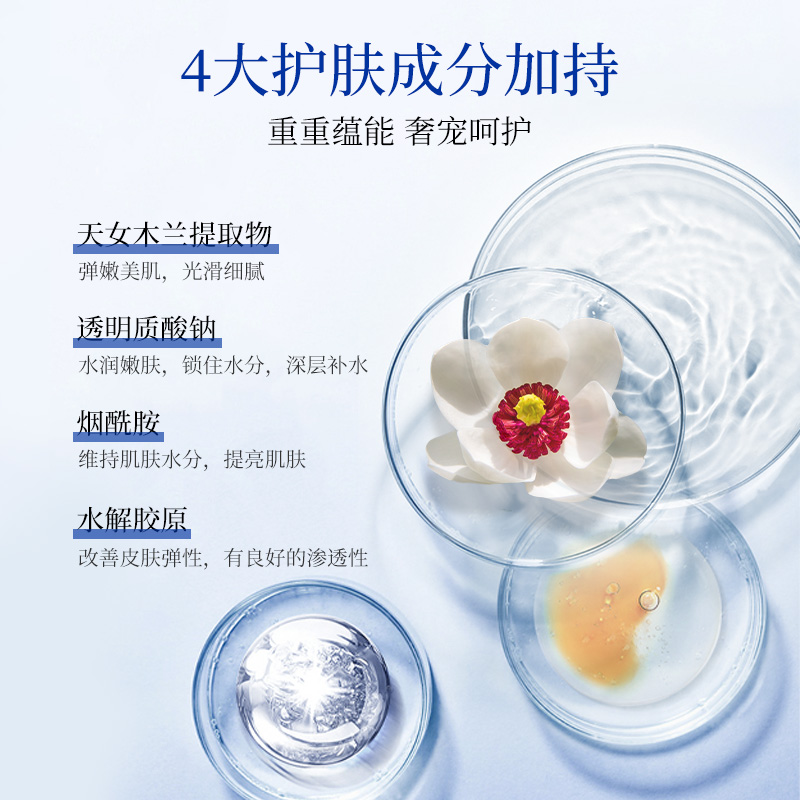 4大护肤成分加持
重重蕴能 奢宠呵护
天女木兰提取物
弹嫩美肌，光滑细腻
透明质酸钠
水润嫩肤，锁住水分，深层补水
烟酰胺
维持肌肤水分，提亮肌肤
水解胶原
改善皮肤弹性，有良好的渗透性